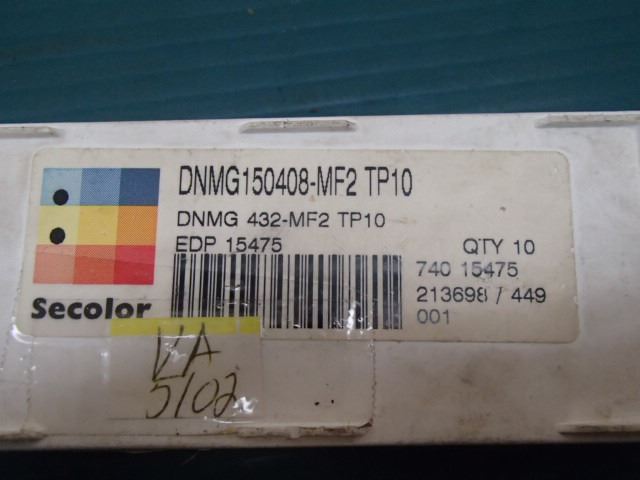 DNMG150408-MF2 TP10
DNMG 432-MF2 TP10
EDP 15475
QTY 10
740 15475
213698 / 449
001
Secolor
VA
5102